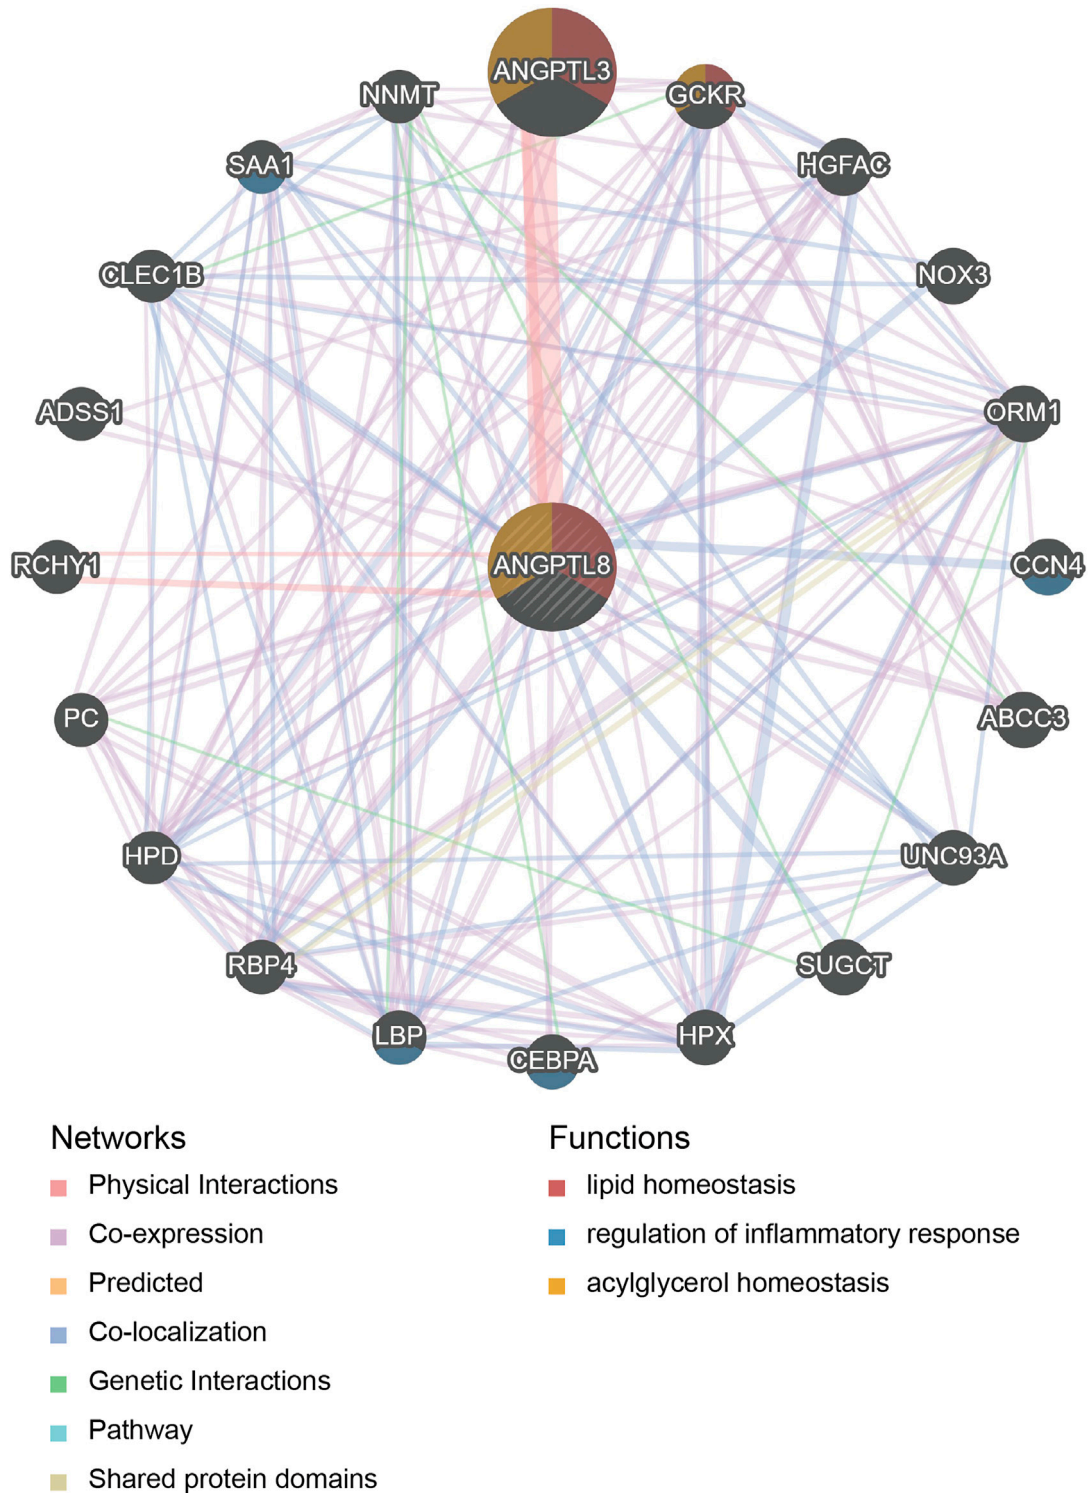 ANGPTL3
NNMT
GCKR
SAA1
HGFAC
CLEC1B
NOX3
ADSS1
ORM1
RCHY1
ANGPTL8
CCN4
PC
ABCC3
HPD
UNC93A
RBP4
SUGCT
LBP
HPX
CEBPA
Networks
Physical Interactions
Co-expression
Predicted
Co-localization
Genetic Interactions
Pathway
Shared protein domains
Functions
lipid homeostasis
regulation of inflammatory response
acylglycerol homeostasis